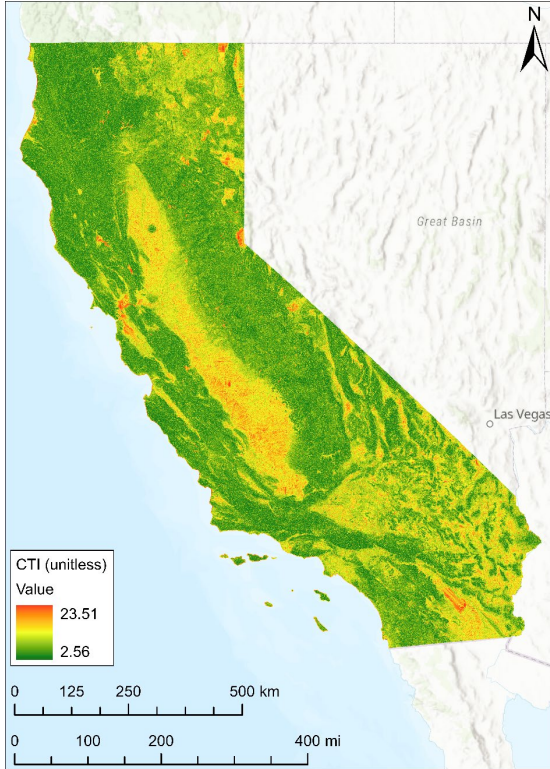 N
Great Basin
Las Vegas
CTI (unitless)
Value
23.51
2.56
0 125 250 500 km
0 100 200 400 mi